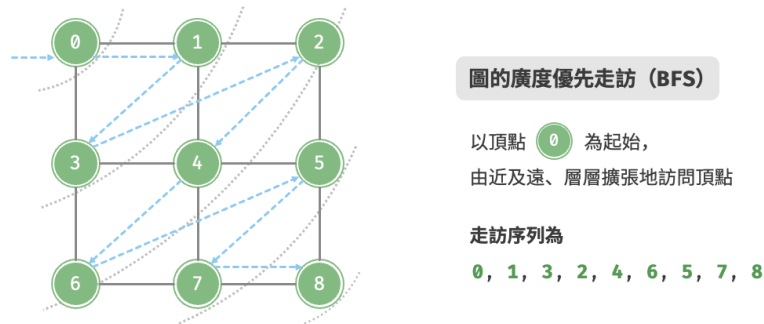 0 1 2
3 4 5
6 7 8
圖的廣度優先走訪（BFS）
以頂點 0 為起始，
由近及遠、層層擴張地訪問頂點
走訪序列為
0, 1, 3, 2, 4, 6, 5, 7, 8